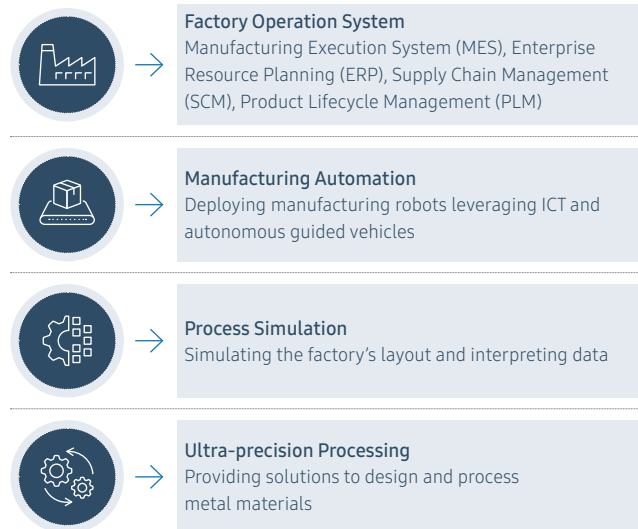 Factory Operation System
Manufacturing Execution System (MES), Enterprise
Resource Planning (ERP), Supply Chain Management
(SCM), Product Lifecycle Management (PLM)
Manufacturing Automation
Deploying manufacturing robots leveraging ICT and
autonomous guided vehicles
Process Simulation
Simulating the factory's layout and interpreting data
Ultra-precision Processing
Providing solutions to design and process
metal materials